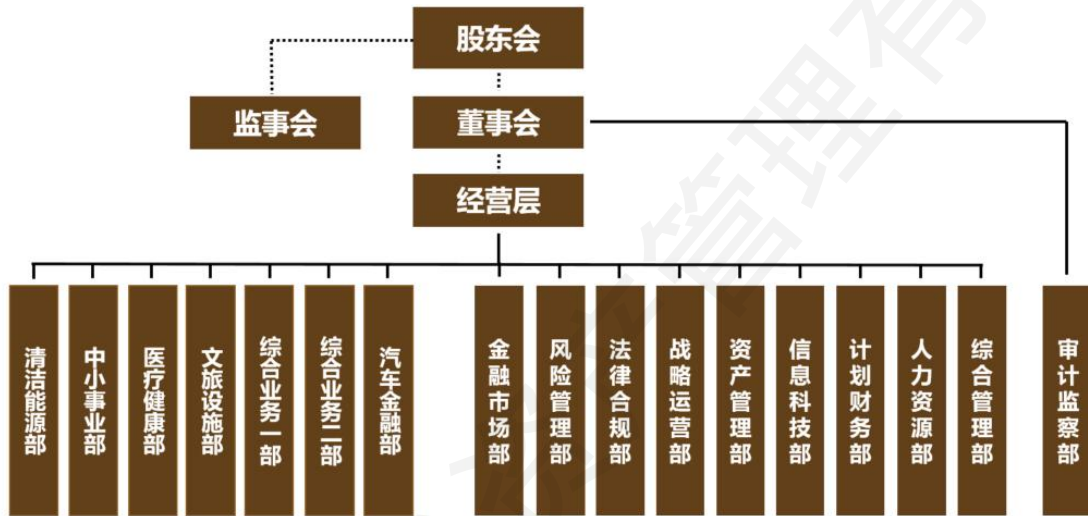 股东会
监事会
董事会
经营层
清洁能源部
中小事业部
医疗健康部
文旅设施部
综合业务一部
综合业务二部
汽车金融部
金融市场部
风险管理部
法律合规部
战略运营部
资产管理部
信息科技部
计划财务部
人力资源部
综合管理部
审计监察部
管理有